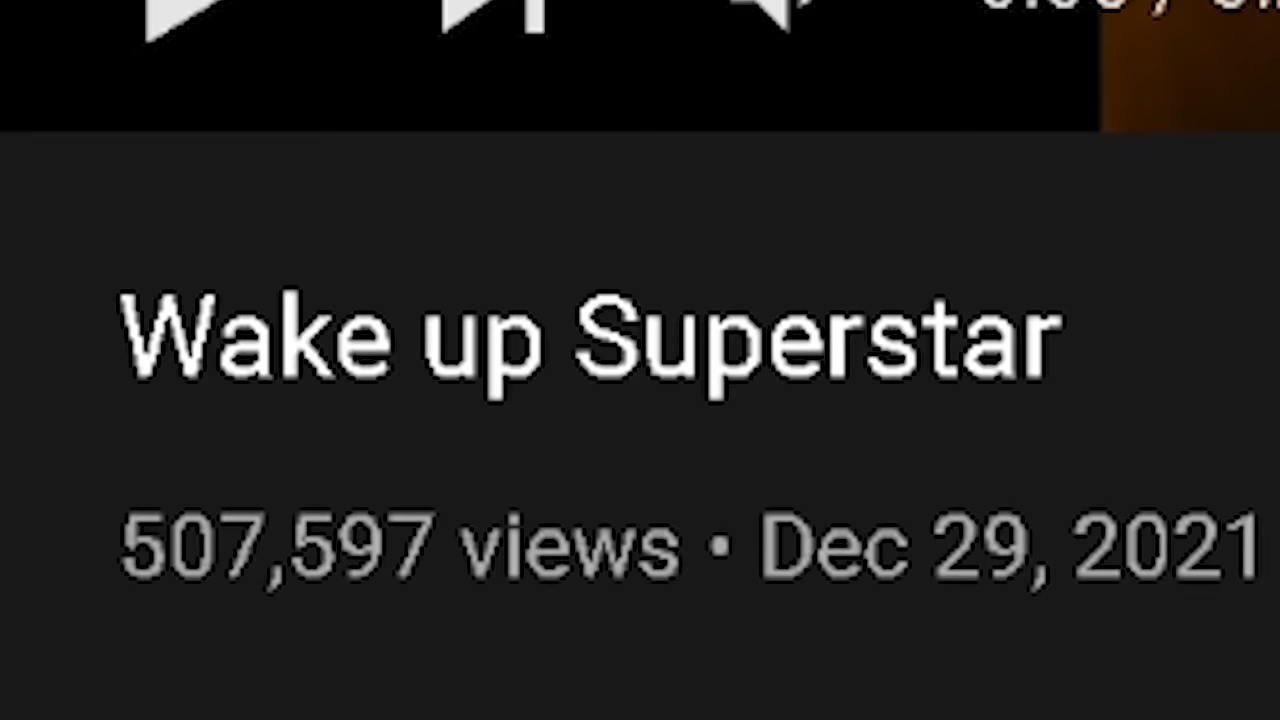 Wake up Superstar
507,597 views • Dec 29, 2021